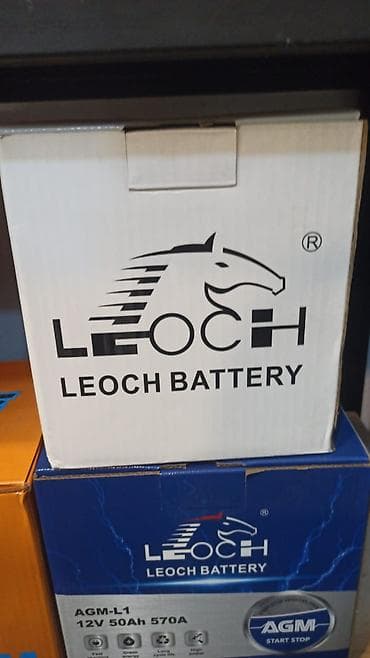 ®
LEOCH
LEOCH BATTERY
®
LEOCH
LEOCH BATTERY
AGM-L1
12V 50Ah 570A
AGM
START STOP